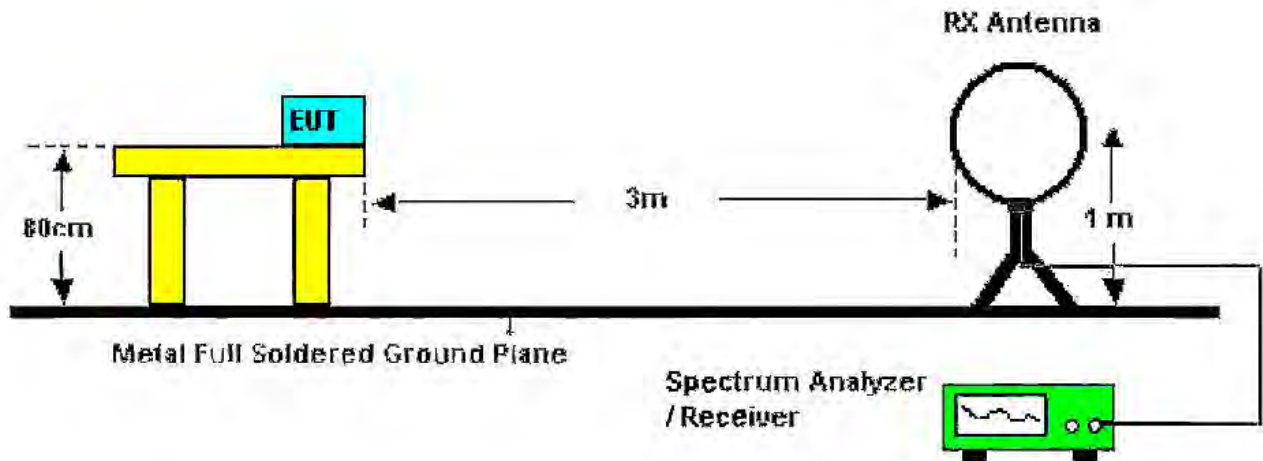 RX Antenna
EUT
80cm
3m
1 m
Metal Full Soldered Ground Plane
Spectrum Analyzer
/ Receiver